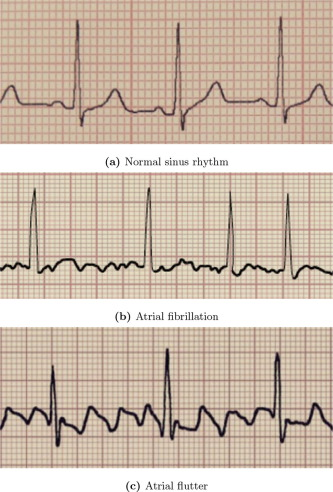 (a) Normal sinus rhythm
(b) Atrial fibrillation
(c) Atrial flutter